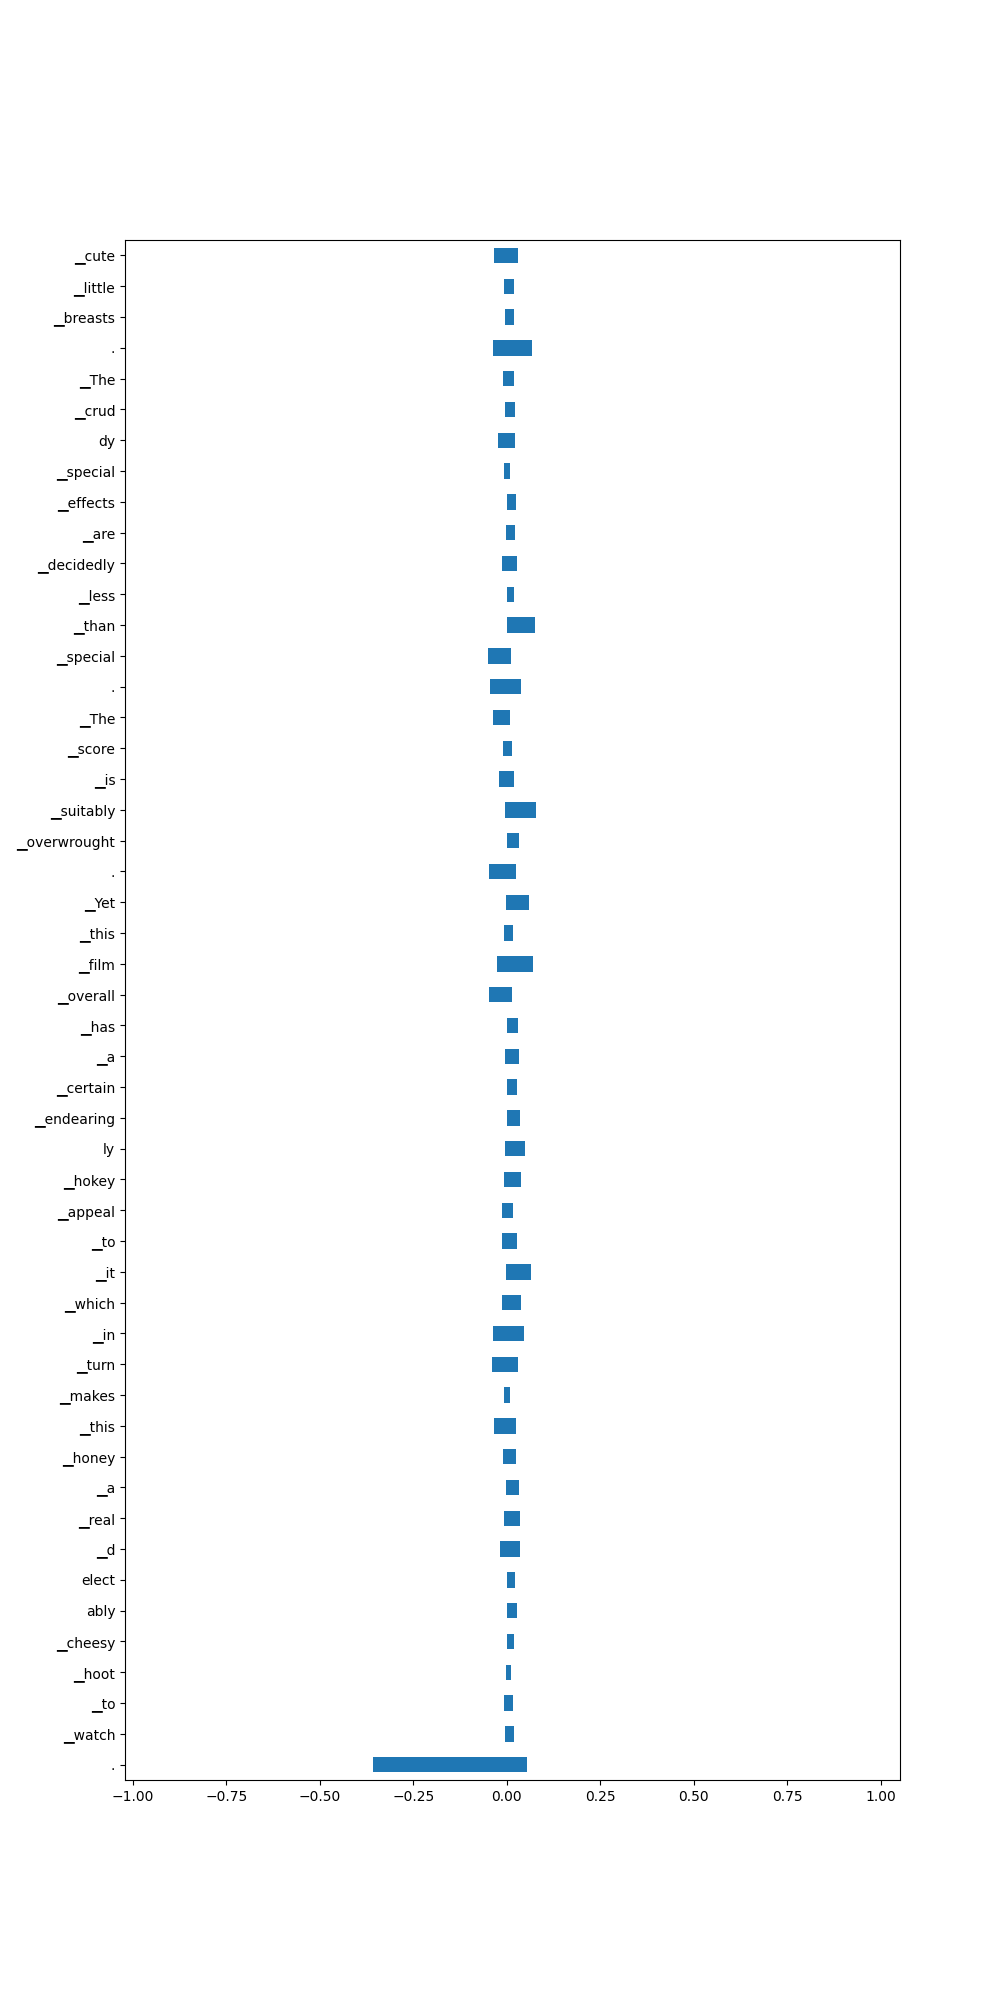 _cute
_little
_breasts
.
_The
_crud
dy
_special
_effects
_are
_decidedly
_less
_than
_special
.
_The
_score
_is
_suitably
_overwrought
.
_Yet
_this
_film
_overall
_has
_a
_certain
_endearing
ly
_hokey
_appeal
_to
_it
_which
_in
_turn
_makes
_this
_honey
_a
_real
_d
elect
ably
_cheesy
_hoot
_to
_watch
.
−1.00 −0.75 −0.50 −0.25 0.00 0.25 0.50 0.75 1.00